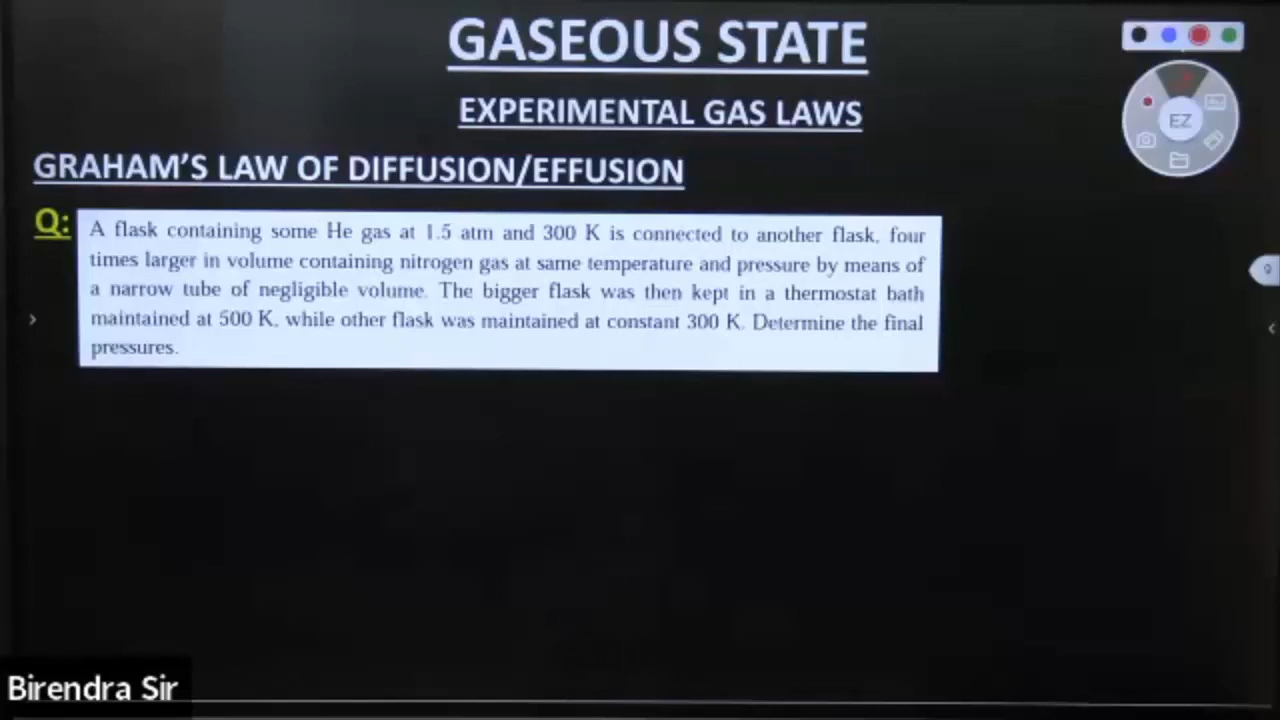 GASEOUS STATE
EXPERIMENTAL GAS LAWS
GRAHAM'S LAW OF DIFFUSION/EFFUSION
Q:
A flask containing some He gas at 1.5 atm and 300 K is connected to another flask, four
times larger in volume containing nitrogen gas at same temperature and pressure by means of
a narrow tube of negligible volume. The bigger flask was then kept in a thermostat bath
maintained at 500 K, while other flask was maintained at constant 300 K. Determine the final
pressures.
EZ
Birendra Sir